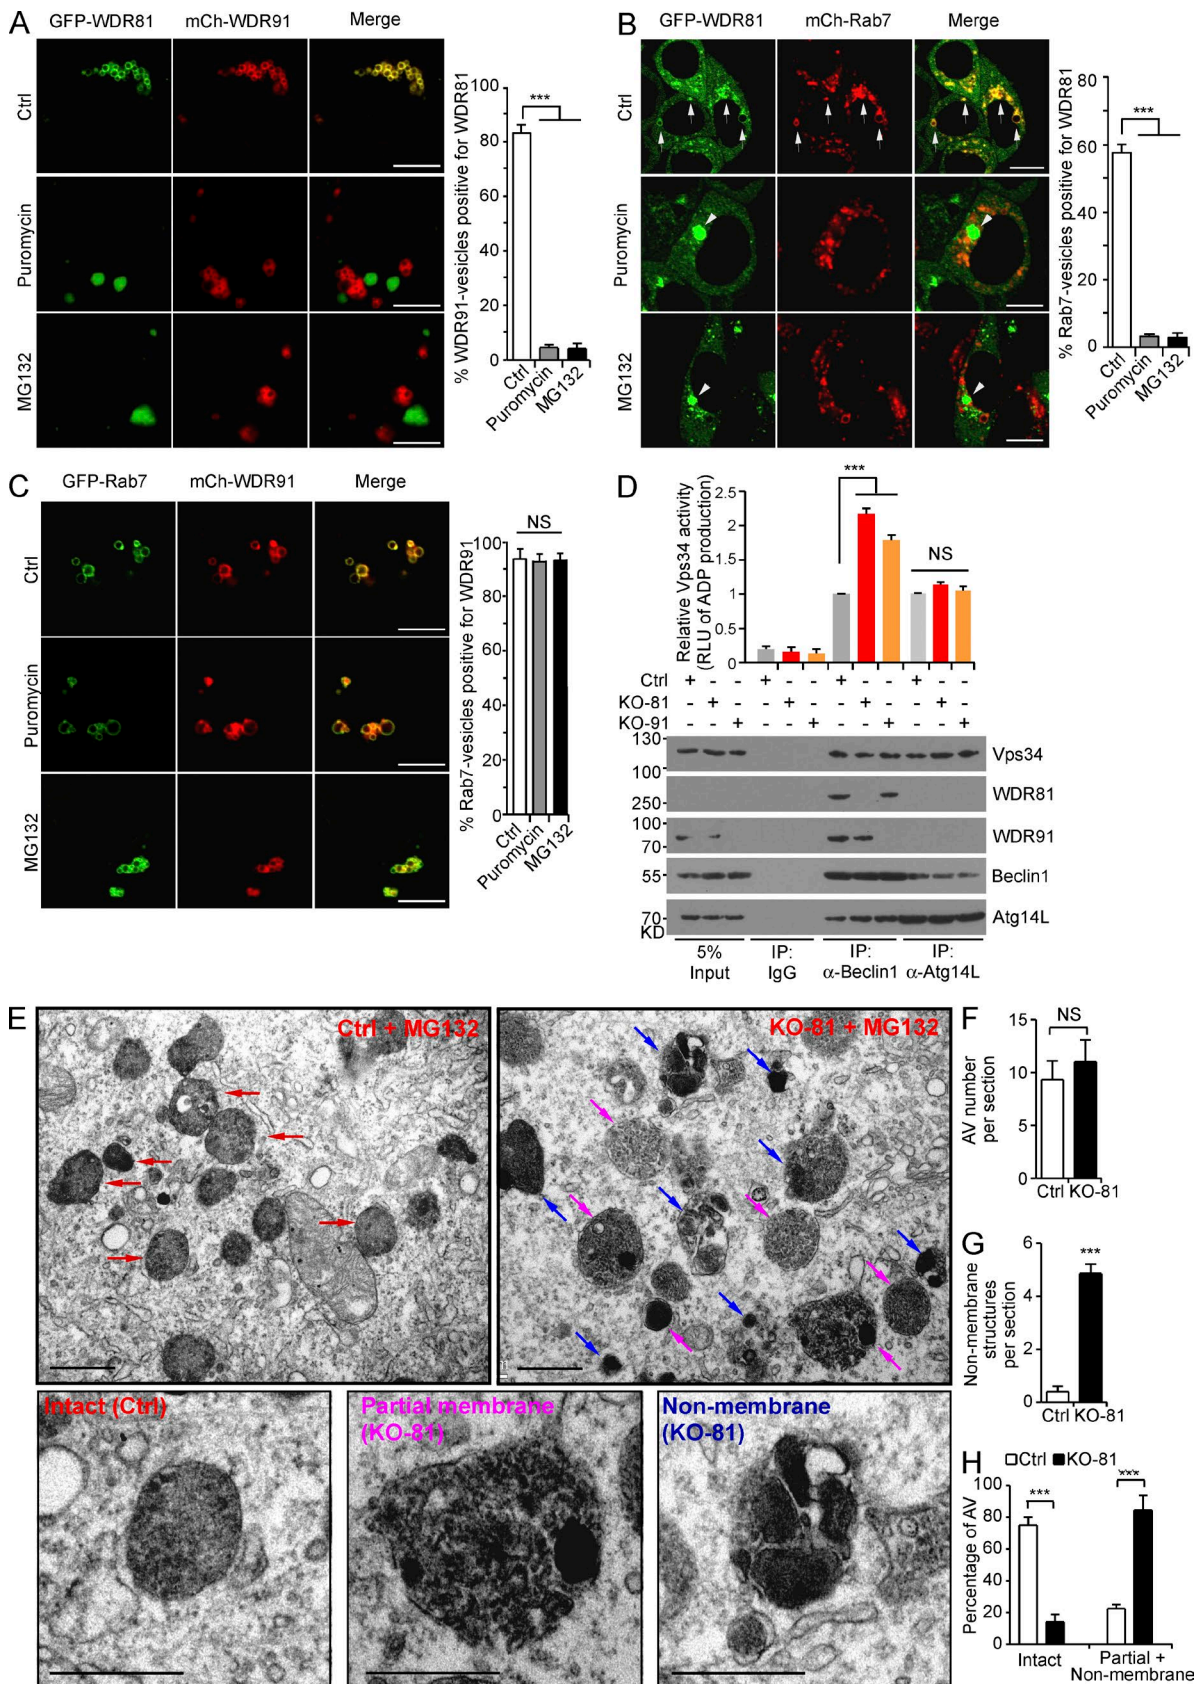 A
GFP-WDR81 mCh-WDR91 Merge
Ctrl
Puromycin
MG132
% WDR91-vesicles positive for WDR81
100
80
60
40
20
0
***
Ctrl
Puromycin
MG132
B
GFP-WDR81 mCh-Rab7 Merge
Ctrl
Puromycin
MG132
% Rab7-vesicles positive for WDR81
80
60
40
20
0
***
Ctrl
Puromycin
MG132
C
GFP-Rab7 mCh-WDR91 Merge
Ctrl
Puromycin
MG132
% Rab7-vesicles positive for WDR91
100
80
60
40
20
0
NS
Ctrl
Puromycin
MG132
D
Relative Vps34 activity
(RLU of ADP production)
2.5
2
1.5
1
0.5
0
***
NS
Ctrl + - - + - - + - - + - -
KO-81 - + - - + - - + - - + -
KO-91 - - + - - + - - + - - +
130
100
Vps34
250
WDR81
100
70
WDR91
55
Beclin1
70
KD
Atg14L
5% Input
IP: IgG
IP: α-Beclin1
IP: α-Atg14L
E
Ctrl + MG132
KO-81 + MG132
Intact (Ctrl)
Partial membrane
(KO-81)
Non-membrane
(KO-81)
F
AV number
per section
15
10
5
0
NS
Ctrl KO-81
G
Non-membrane
structures
per section
6
4
2
0
***
Ctrl KO-81
H
Ctrl KO-81
Percentage of AV
100
80
60
40
20
0
***
***
Intact
Partial +
Non-membrane